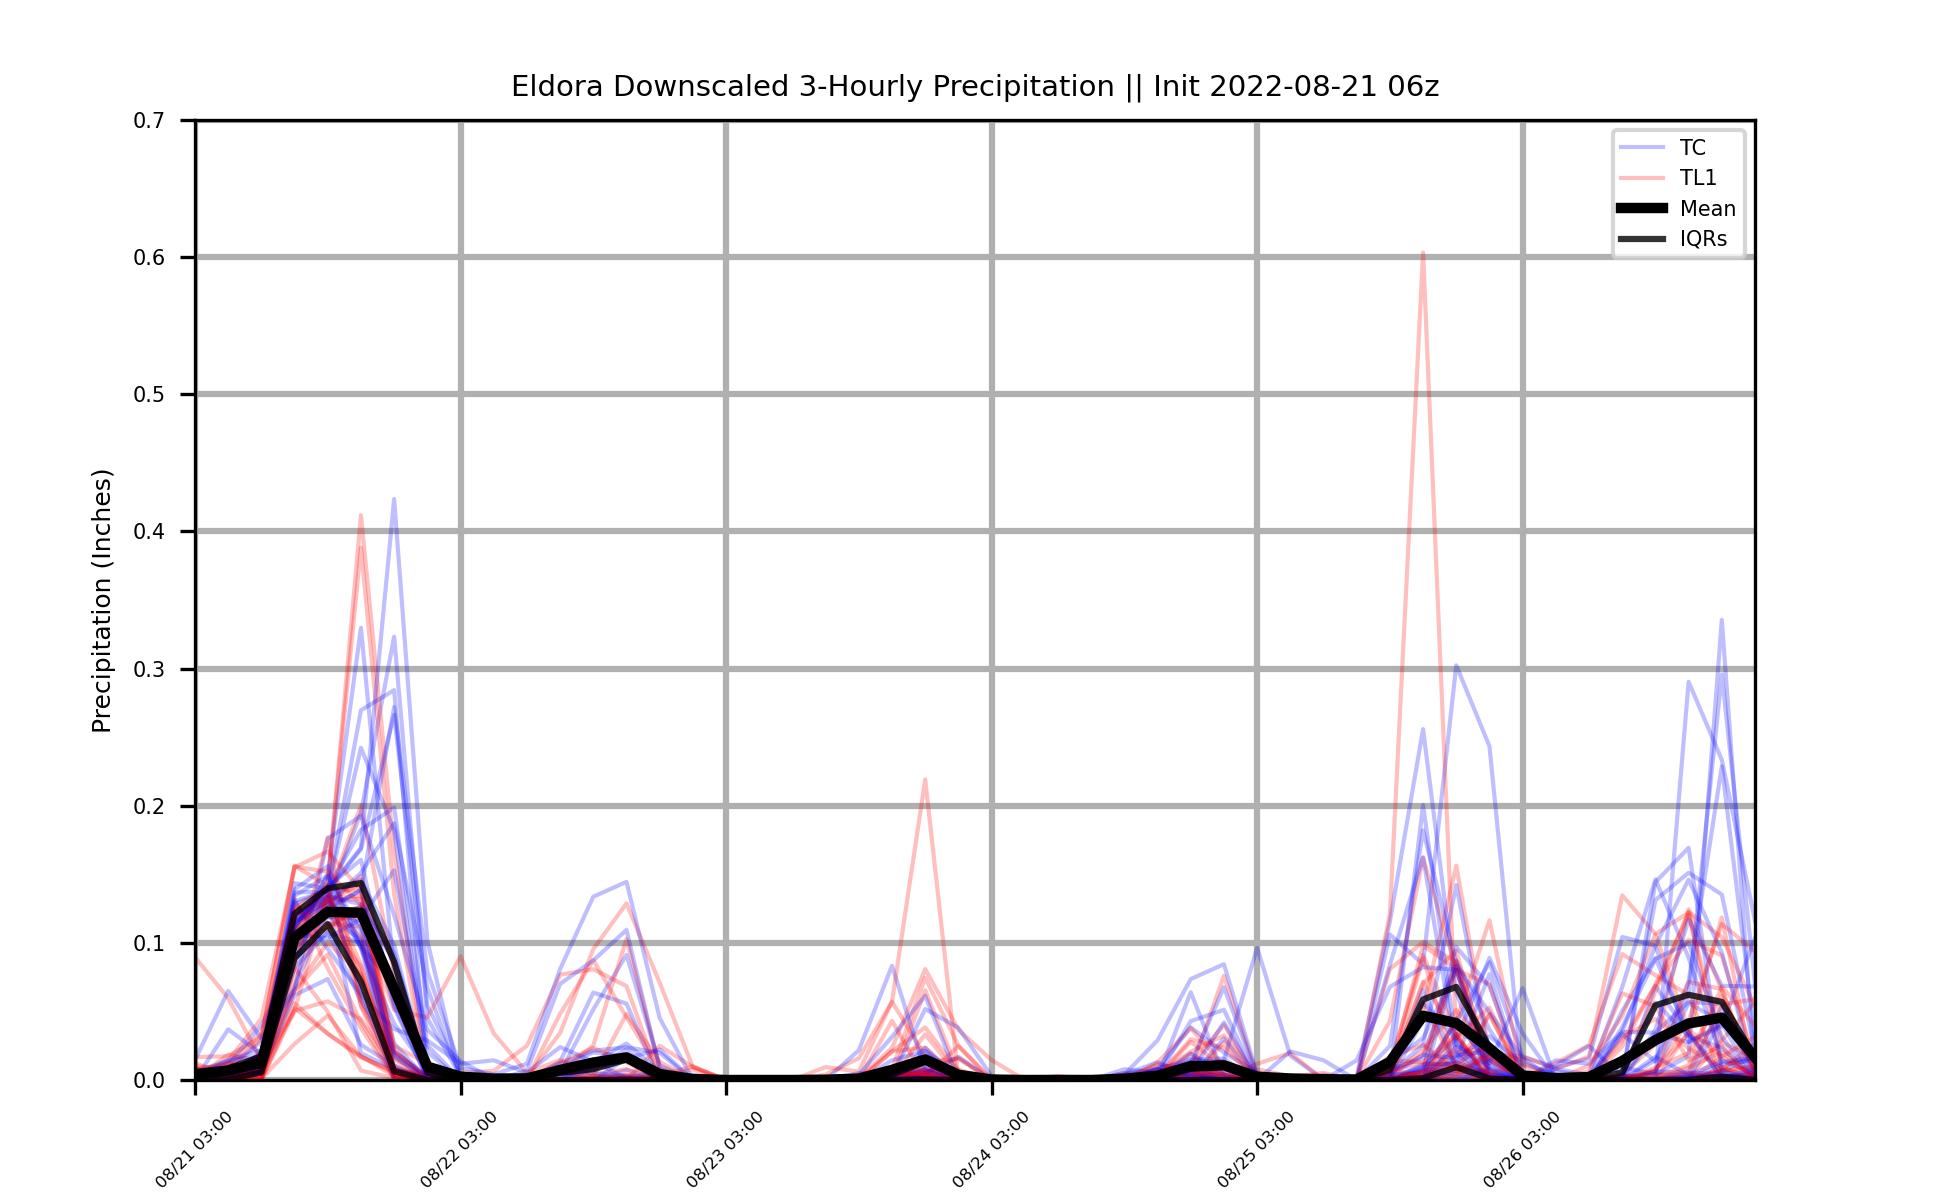 Eldora Downscaled 3-Hourly Precipitation || Init 2022-08-21 06z
TC
TL1
Mean
IQRs
Precipitation (Inches)
0.7
0.6
0.5
0.4
0.3
0.2
0.1
0.0
08/21 03:00
08/22 03:00
08/23 03:00
08/24 03:00
08/25 03:00
08/26 03:00